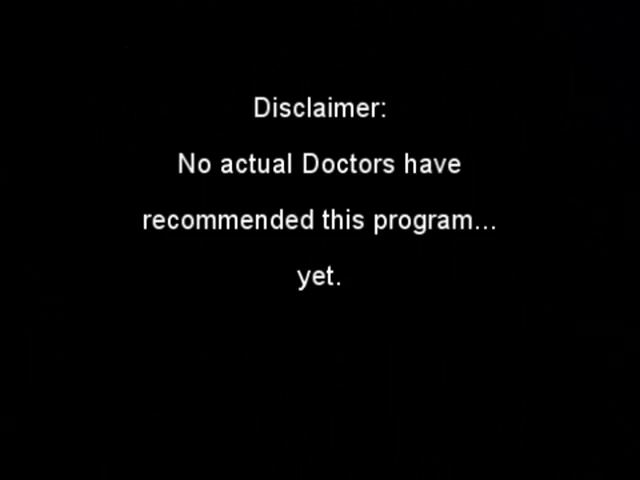 Disclaimer:
No actual Doctors have
recommended this program...
yet.